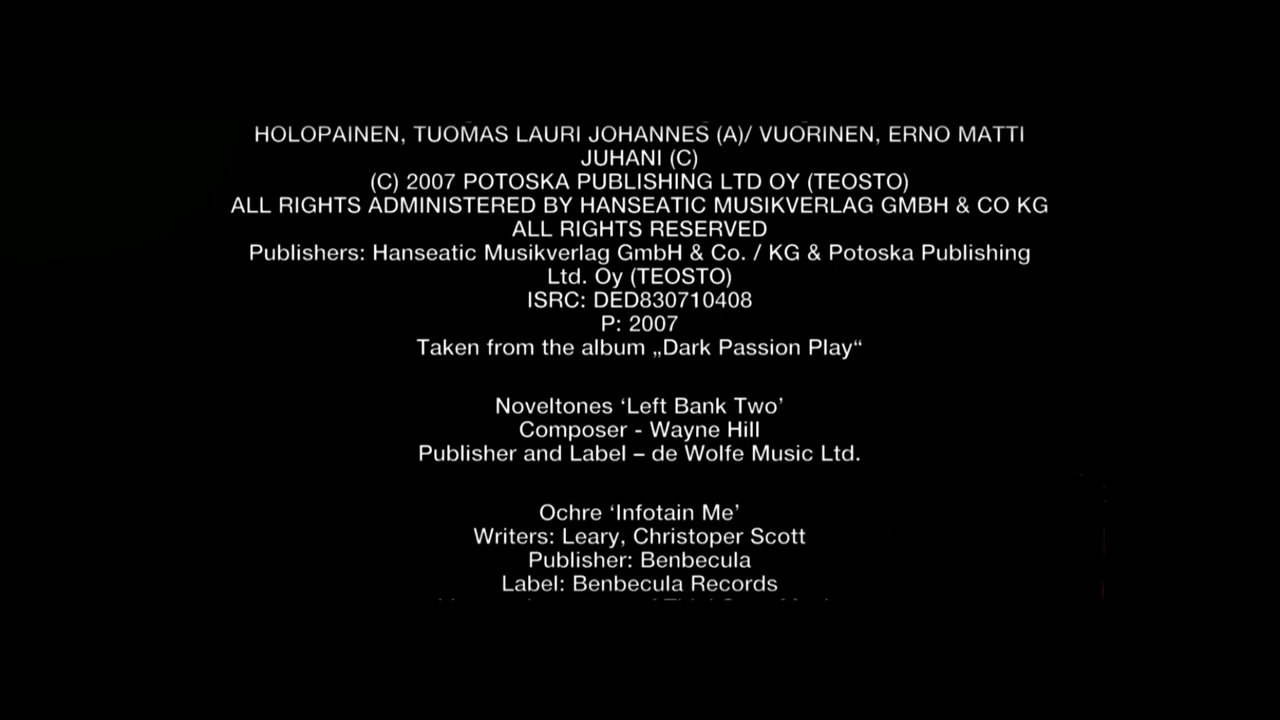 HOLOPAINEN, TUOMAS LAURI JOHANNES (A)/ VUORINEN, ERNO MATTI
JUHANI (C)
(C) 2007 POTOSKA PUBLISHING LTD OY (TEOSTO)
ALL RIGHTS ADMINISTERED BY HANSEATIC MUSIKVERLAG GMBH & CO KG
ALL RIGHTS RESERVED
Publishers: Hanseatic Musikverlag GmbH & Co. / KG & Potoska Publishing
Ltd. Oy (TEOSTO)
ISRC: DED830710408
P: 2007
Taken from the album „Dark Passion Play“
Noveltones ‘Left Bank Two’
Composer - Wayne Hill
Publisher and Label – de Wolfe Music Ltd.
Ochre ‘Infotain Me’
Writers: Leary, Christoper Scott
Publisher: Benbecula
Label: Benbecula Records